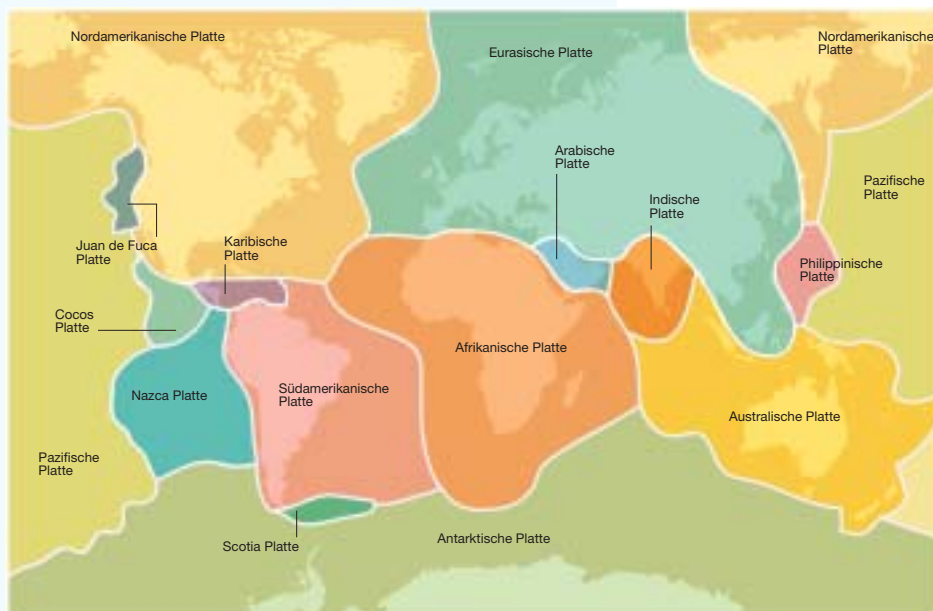 Nordamerikanische Platte
Eurasische Platte
Nordamerikanische
Platte
Arabische
Platte
Indische
Platte
Pazifische
Platte
Juan de Fuca
Platte
Karibische
Platte
Philippinische
Platte
Cocos
Platte
Afrikanische Platte
Nazca Platte
Südamerikanische
Platte
Australische Platte
Pazifische
Platte
Scotia Platte
Antarktische Platte